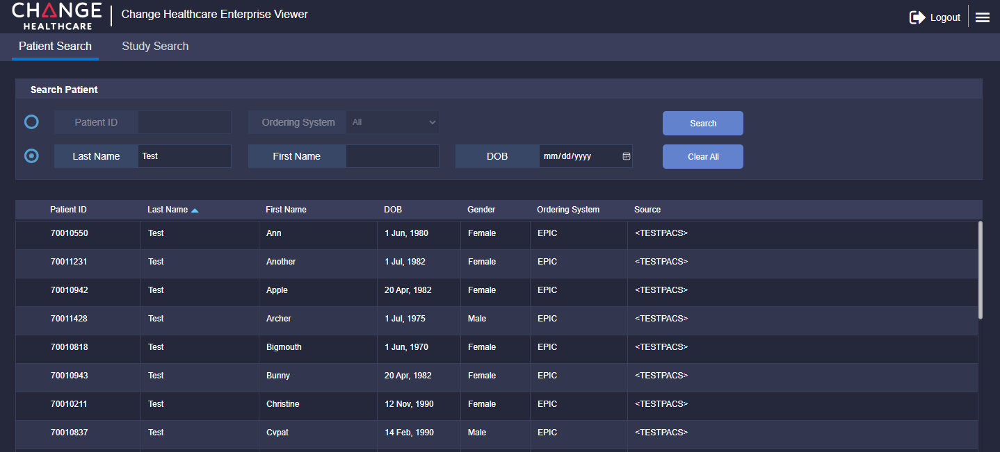 CHANGE
HEALTHCARE
Change Healthcare Enterprise Viewer
Logout
Patient Search Study Search
Search Patient
Patient ID Ordering System All Search
Last Name Test First Name DOB mm/dd/yyyy Clear All
Patient ID Last Name First Name DOB Gender Ordering System Source
70010550 Test Ann 1 Jun, 1980 Female EPIC <TESTPACS>
70011231 Test Another 1 Jul, 1982 Female EPIC <TESTPACS>
70010942 Test Apple 20 Apr, 1982 Female EPIC <TESTPACS>
70011428 Test Archer 1 Jul, 1975 Male EPIC <TESTPACS>
70010818 Test Bigmouth 1 Jun, 1970 Female EPIC <TESTPACS>
70010943 Test Bunny 20 Apr, 1982 Female EPIC <TESTPACS>
70010211 Test Christine 12 Nov, 1990 Female EPIC <TESTPACS>
70010837 Test Cvpat 14 Feb, 1990 Male EPIC <TESTPACS>